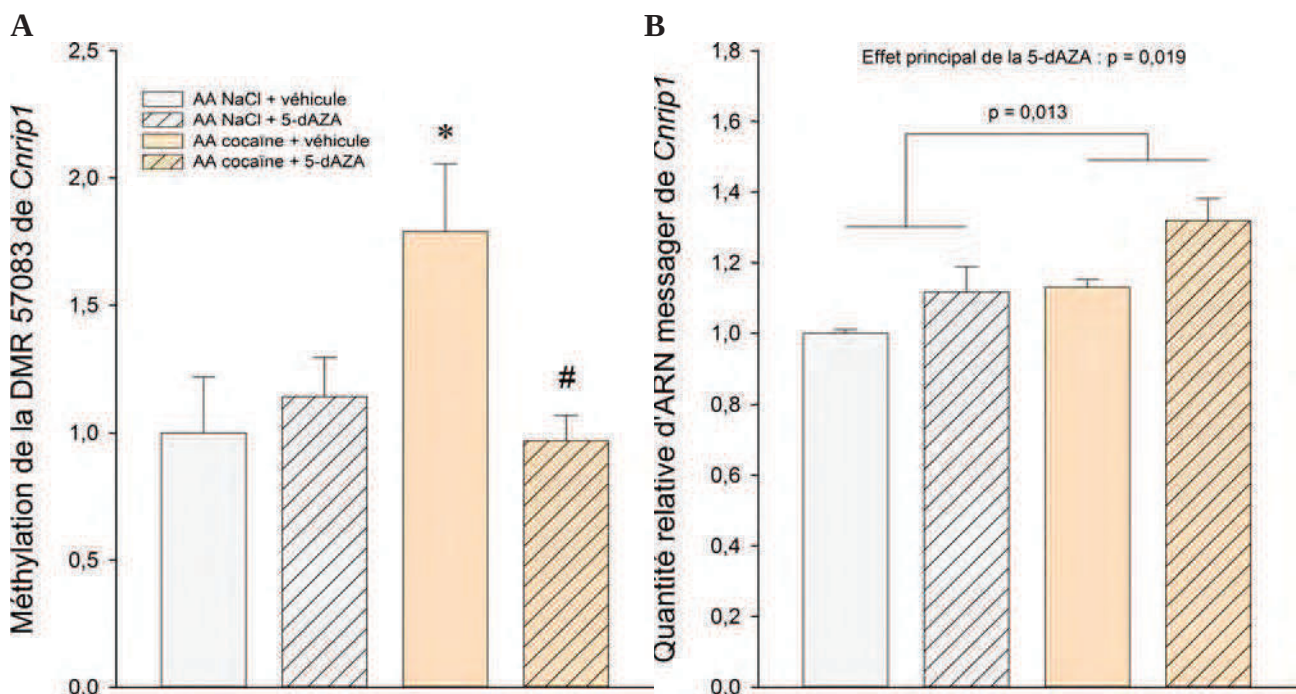 A
Méthylation de la DMR 57083 de Cnrip1
2,5
2,0
1,5
1,0
0,5
0.0
AA NaCl + véhicule
AA NaCl + 5-dAZA
AA cocaïne + véhicule
AA cocaïne + 5-dAZA
*
#
B
Quantité relative d'ARN messager de Cnrip1
1,8
1,6
1,4
1,2
1,0
0,8
0,6
0,4
0,2
0,0
Effet principal de la 5-dAZA : p = 0,019
p = 0,013